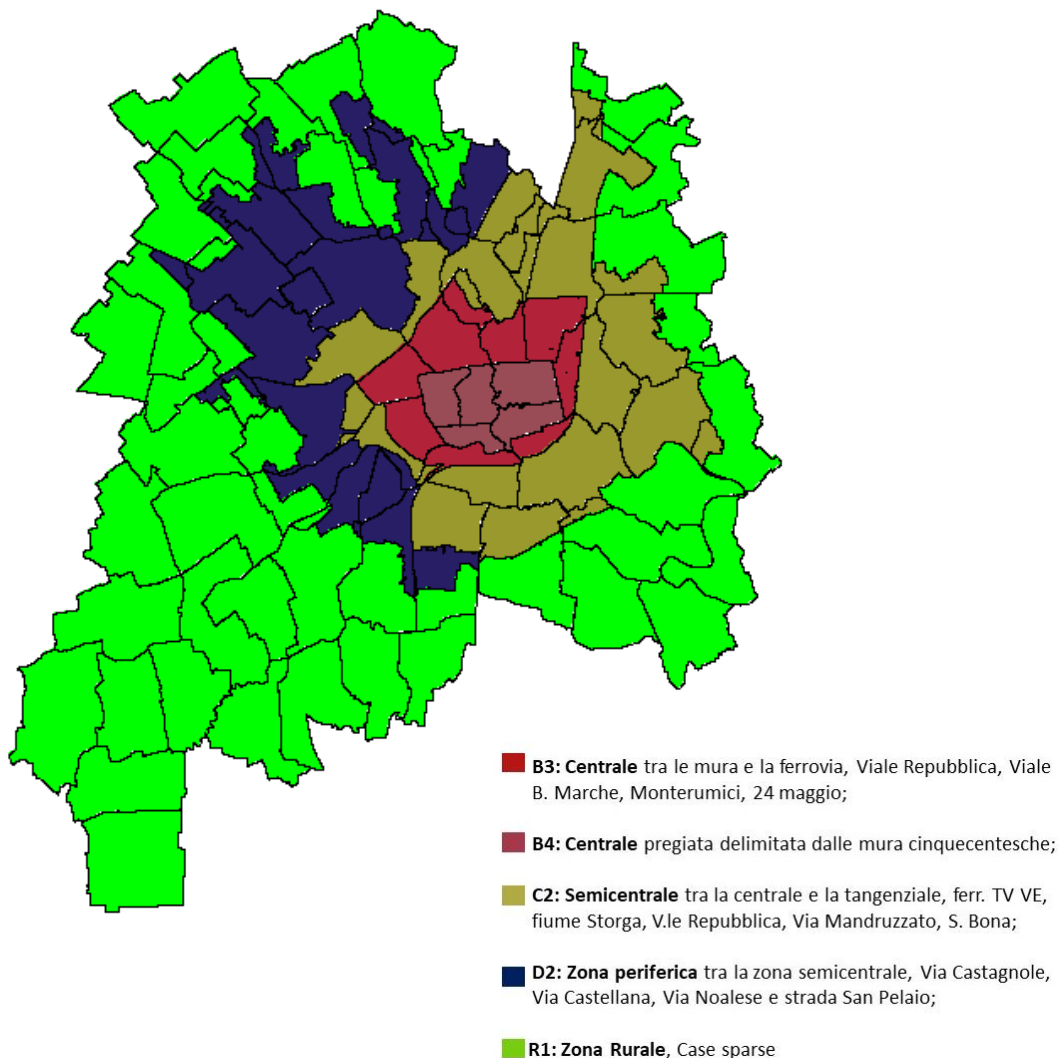 B3: Centrale tra le mura e la ferrovia, Viale Repubblica, Viale
B. Marche, Monterumici, 24 maggio;
B4: Centrale pregiata delimitata dalle mura cinquecentesche;
C2: Semicentrale tra la centrale e la tangenziale, ferr. TV VE,
fiume Storga, V.le Repubblica, Via Mandruzzato, S. Bona;
D2: Zona periferica tra la zona semicentrale, Via Castagnole,
Via Castellana, Via Noalese e strada San Pelaio;
R1: Zona Rurale, Case sparse